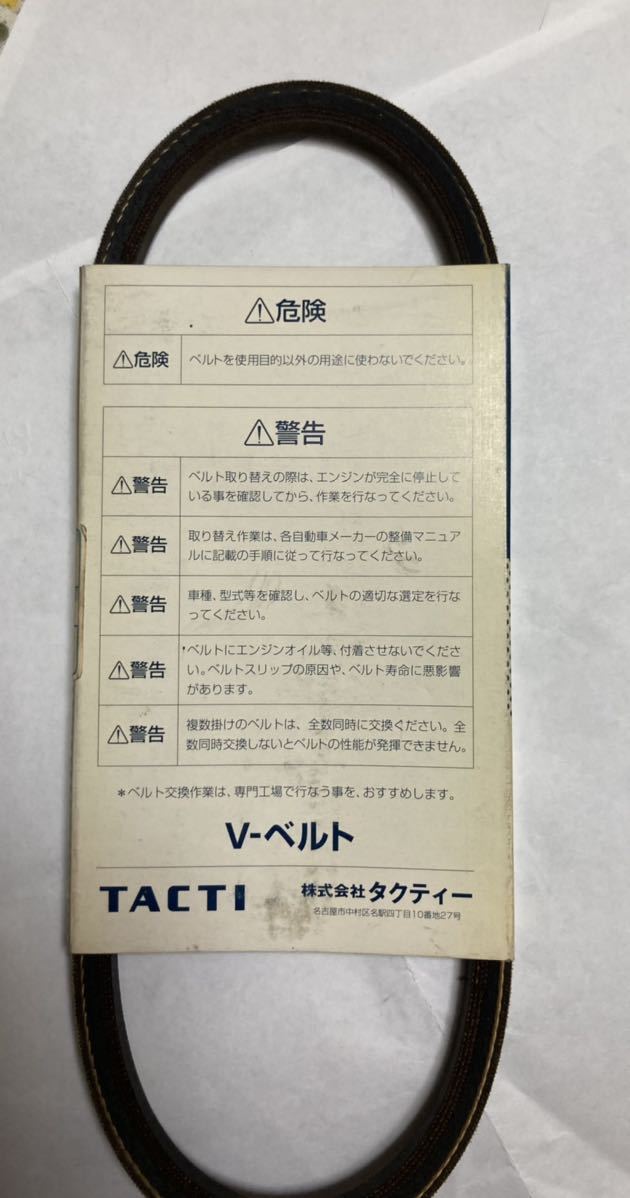 ⚠危険
⚠危険 ベルトを使用目的以外の用途に使わないでください。
⚠警告
⚠警告 ベルト取り替えの際は、エンジンが完全に停止して
いる事を確認してから、作業を行なってください。
⚠警告 取り替え作業は、各自動車メーカーの整備マニュア
ルに記載の手順に従って行なってください。
⚠警告 車種、型式等を確認し、ベルトの適切な選定を行な
ってください。
⚠警告 ベルトにエンジンオイル等、付着させないでくださ
い。ベルトスリップの原因や、ベルト寿命に悪影響
があります。
⚠警告 複数掛けのベルトは、全数同時に交換ください。全
数同時交換しないとベルトの性能が発揮できません。
＊ベルト交換作業は、専門工場で行なう事を、おすすめします。
V-ベルト
TACTI 株式会社タクティー
名古屋市中村区名駅四丁目10番地27号